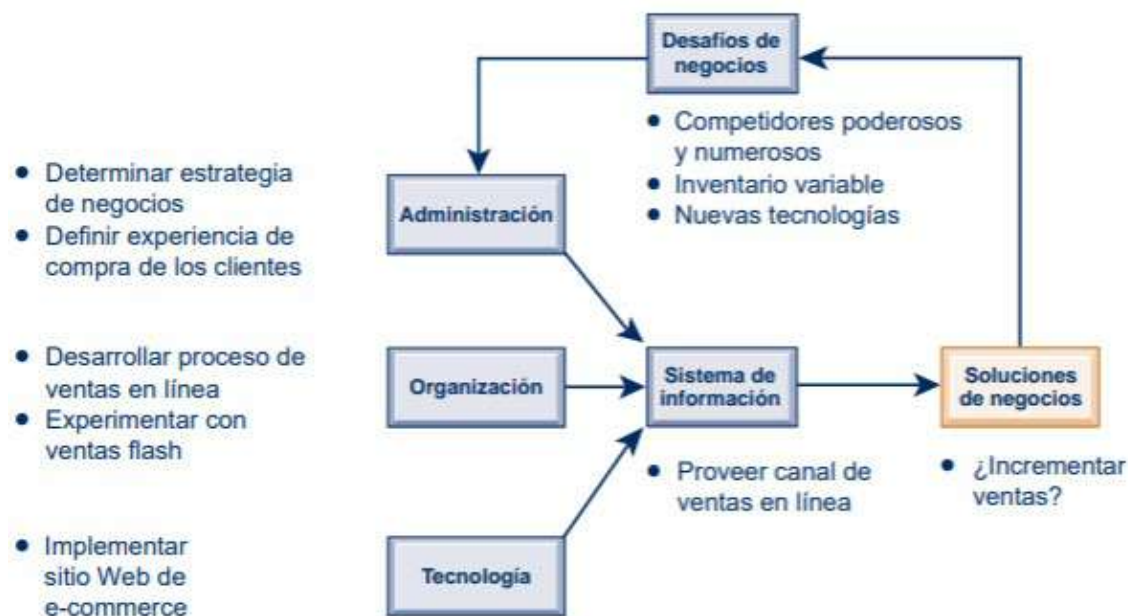 Desafíos de
negocios
• Competidores poderosos
y numerosos
• Inventario variable
• Nuevas tecnologías
• Determinar estrategia
de negocios
• Definir experiencia de
compra de los clientes
Administración
• Desarrollar proceso de
ventas en línea
• Experimentar con
ventas flash
Organización
Sistema de
información
• Proveer canal de
ventas en línea
Soluciones
de negocios
• ¿Incrementar
ventas?
• Implementar
sitio Web de
e-commerce
Tecnología